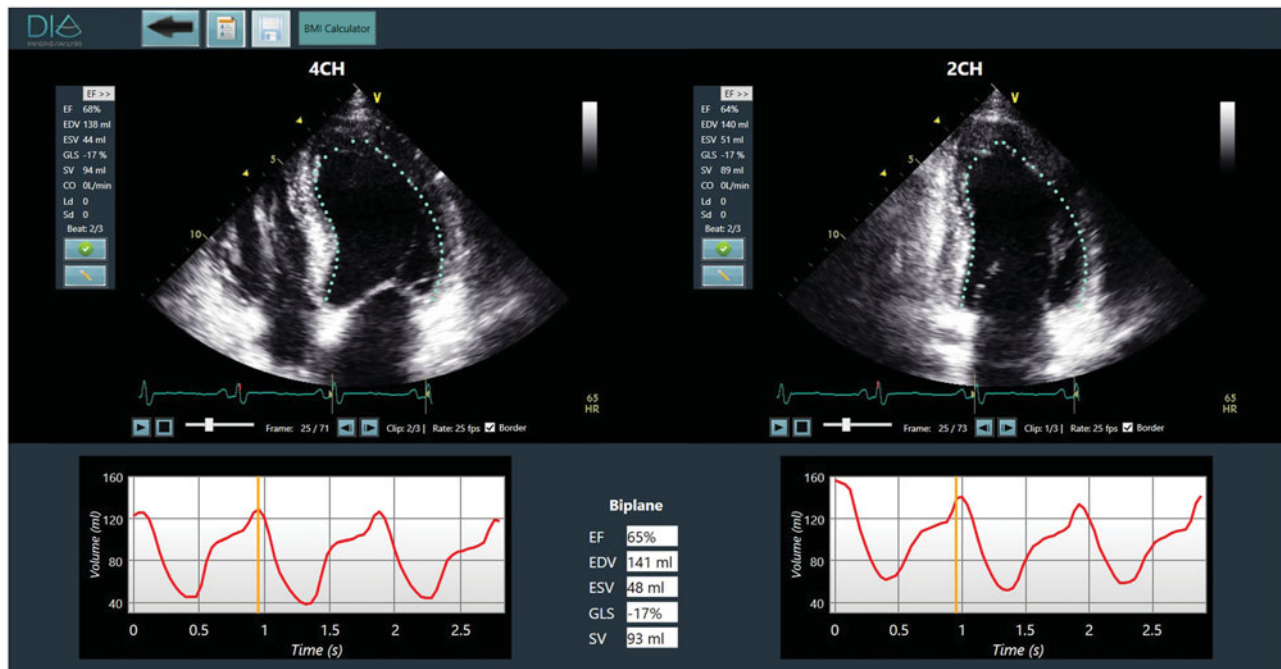 DIA
IMAGING ANALYSIS
BMI Calculator
4CH
V
EF >>
EF 68%
EDV 138 ml
ESV 44 ml
GLS -17 %
SV 94 ml
CO 0L/min
Ld 0
Sd 0
Beat: 2/3
5
10
65
HR
Frame: 25 / 71 Clip: 2/3 | Rate: 25 fps Border
2CH
V
EF >>
EF 64%
EDV 140 ml
ESV 51 ml
GLS -17 %
SV 89 ml
CO 0L/min
Ld 0
Sd 0
Beat: 2/3
5
10
65
HR
Frame: 25 / 73 Clip: 1/3 | Rate: 25 fps Border
Volume (ml)
160
120
80
40
0 0.5 1 1.5 2 2.5
Time (s)
Biplane
EF 65%
EDV 141 ml
ESV 48 ml
GLS -17%
SV 93 ml
Volume (ml)
160
120
80
40
0 0.5 1 1.5 2 2.5
Time (s)